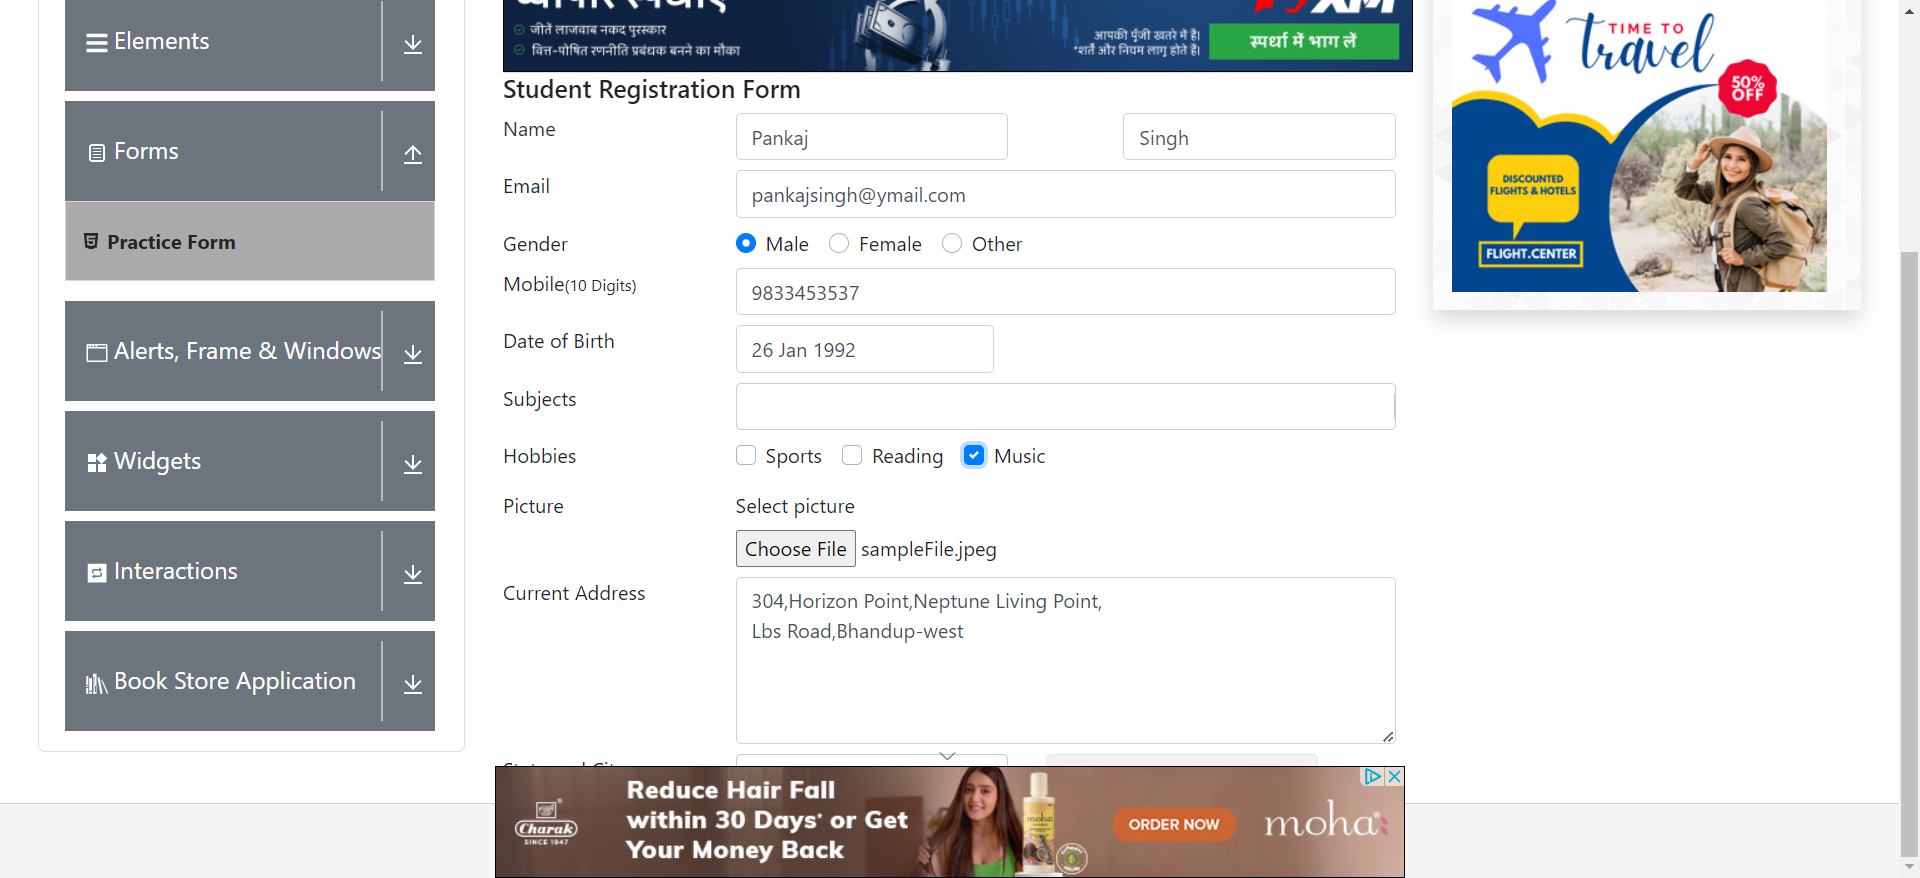 Elements
Forms
Practice Form
Alerts, Frame & Windows
Widgets
Interactions
Book Store Application
जीतें लाजवाब नकद पुरस्कार
वित्त-पोषित रणनीति प्रबंधक बनने का मौका
आपकी पूँजी खतरे में है।
*शर्तें और नियम लागू होते हैं।
XM
स्पर्धा में भाग लें
Student Registration Form
Name
Pankaj
Singh
Email
pankajsingh@ymail.com
Gender
Male
Female
Other
Mobile(10 Digits)
9833453537
Date of Birth
26 Jan 1992
Subjects
Hobbies
Sports
Reading
Music
Picture
Select picture
Choose File
sampleFile.jpeg
Current Address
304,Horizon Point,Neptune Living Point,
Lbs Road,Bhandup-west
TIME TO
travel
50%
OFF
DISCOUNTED
FLIGHTS & HOTELS
FLIGHT.CENTER
Charak
SINCE 1947
Reduce Hair Fall
within 30 Days* or Get
Your Money Back
moha
ORDER NOW
moha: